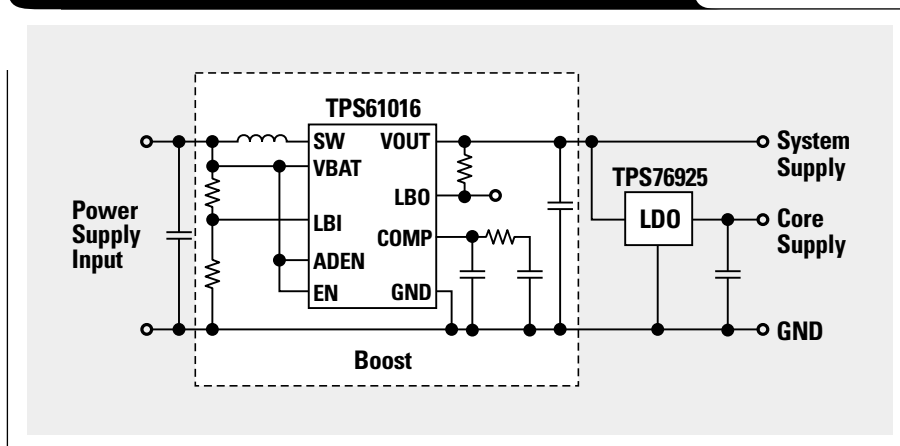 TPS61016
SW
VOUT
VBAT
LBO
LBI
COMP
ADEN
EN
GND
Boost
Power
Supply
Input
TPS76925
LDO
System
Supply
Core
Supply
GND